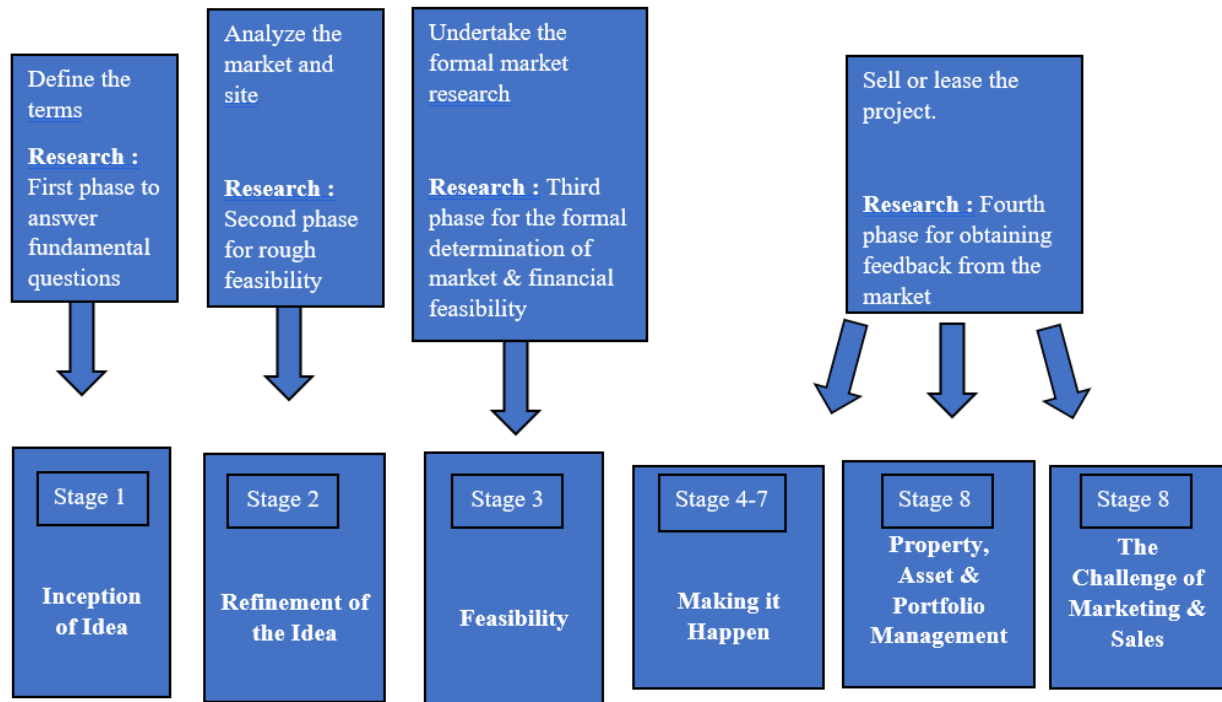 Define the
terms
Research :
First phase to
answer
fundamental
questions
Analyze the
market and
site
Research :
Second phase
for rough
feasibility
Undertake the
formal market
research
Research : Third
phase for the formal
determination of
market & financial
feasibility
Sell or lease the
project.
Research : Fourth
phase for obtaining
feedback from the
market
Stage 1
Inception
of Idea
Stage 2
Refinement of
the Idea
Stage 3
Feasibility
Stage 4-7
Making it
Happen
Stage 8
Property,
Asset &
Portfolio
Management
Stage 8
The
Challenge of
Marketing &
Sales